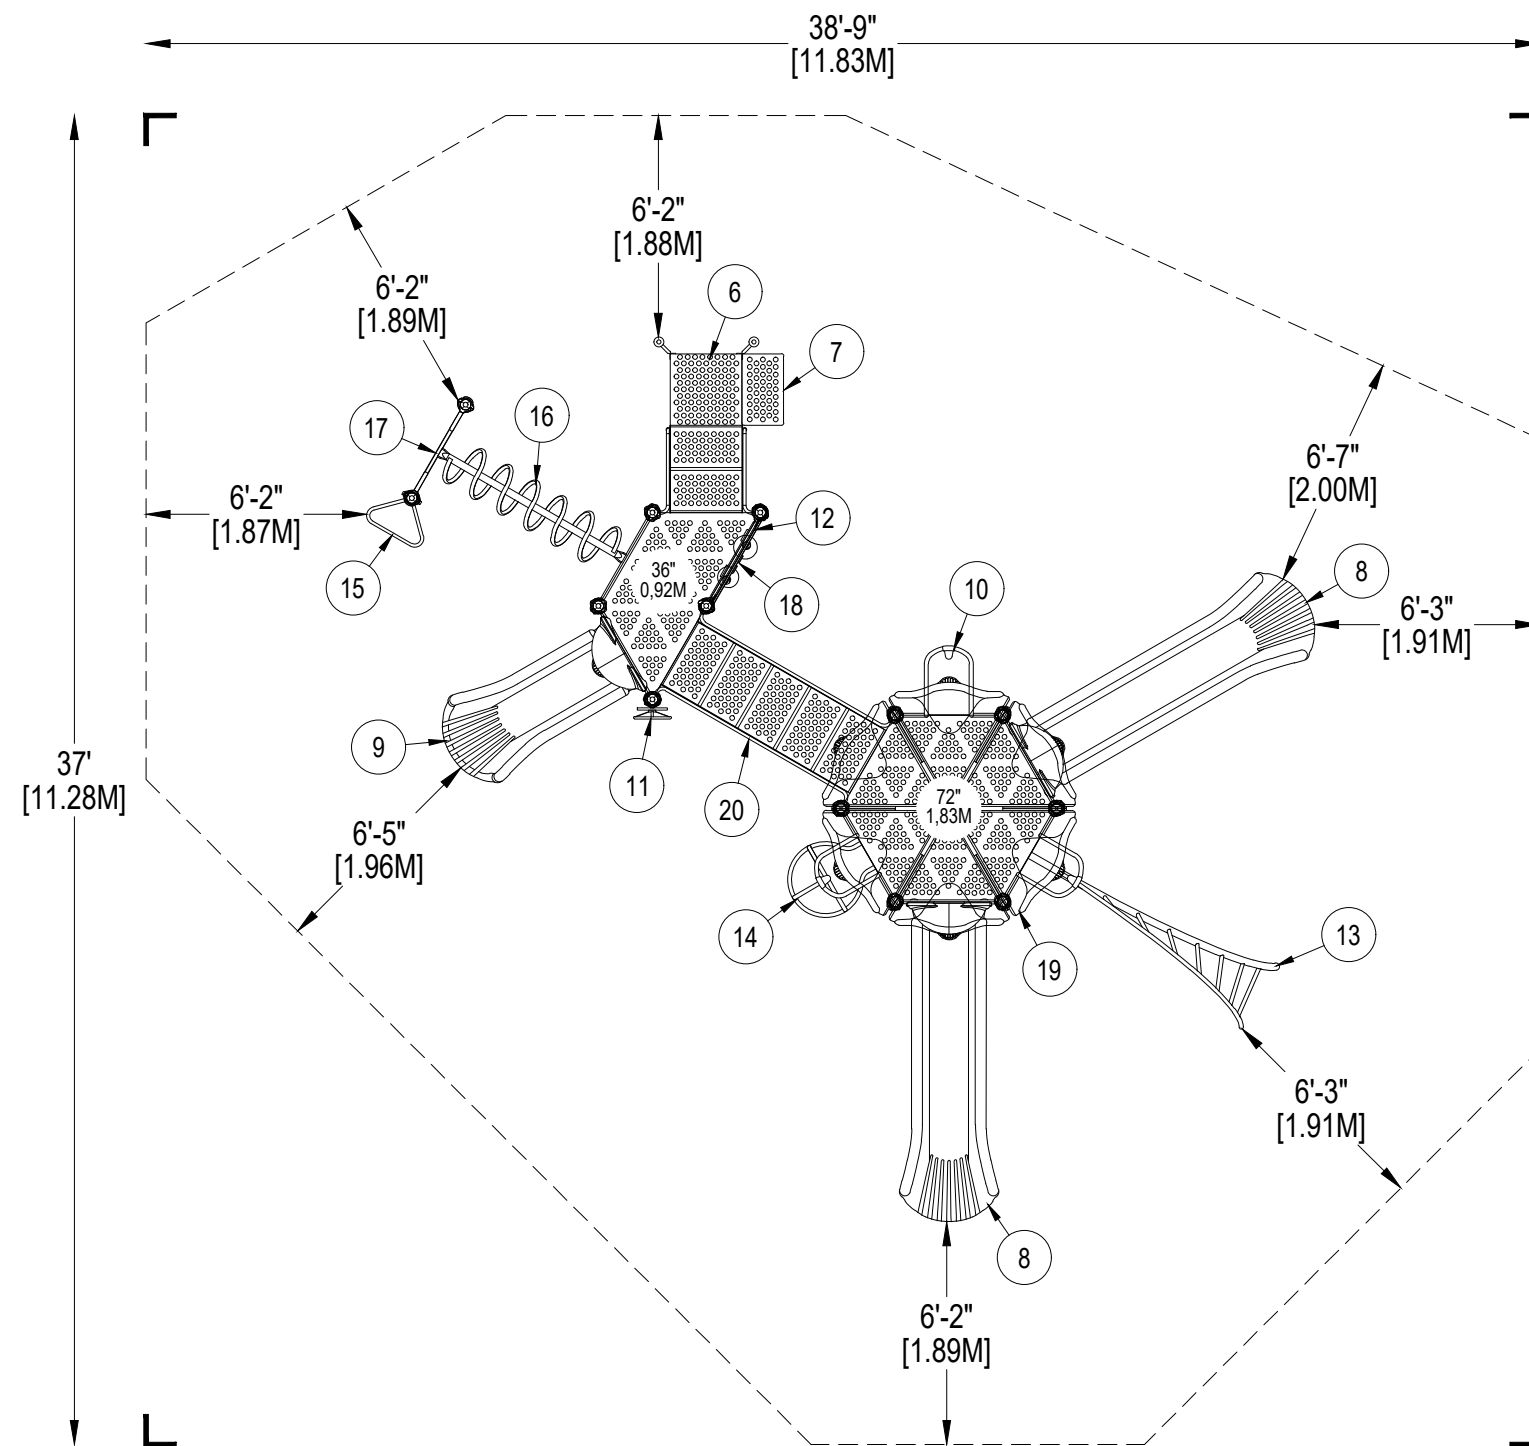 38'-9"
[11.83M]
6'-2"
[1.88M]
6'-2"
[1.89M]
6
7
16
17
6'-7"
[2.00M]
6'-2"
[1.87M]
12
15
36"
0,92M
18
10
8
6'-3"
[1.91M]
9
11
20
37'
[11.28M]
72"
1,83M
6'-5"
[1.96M]
14
19
13
6'-3"
[1.91M]
8
6'-2"
[1.89M]